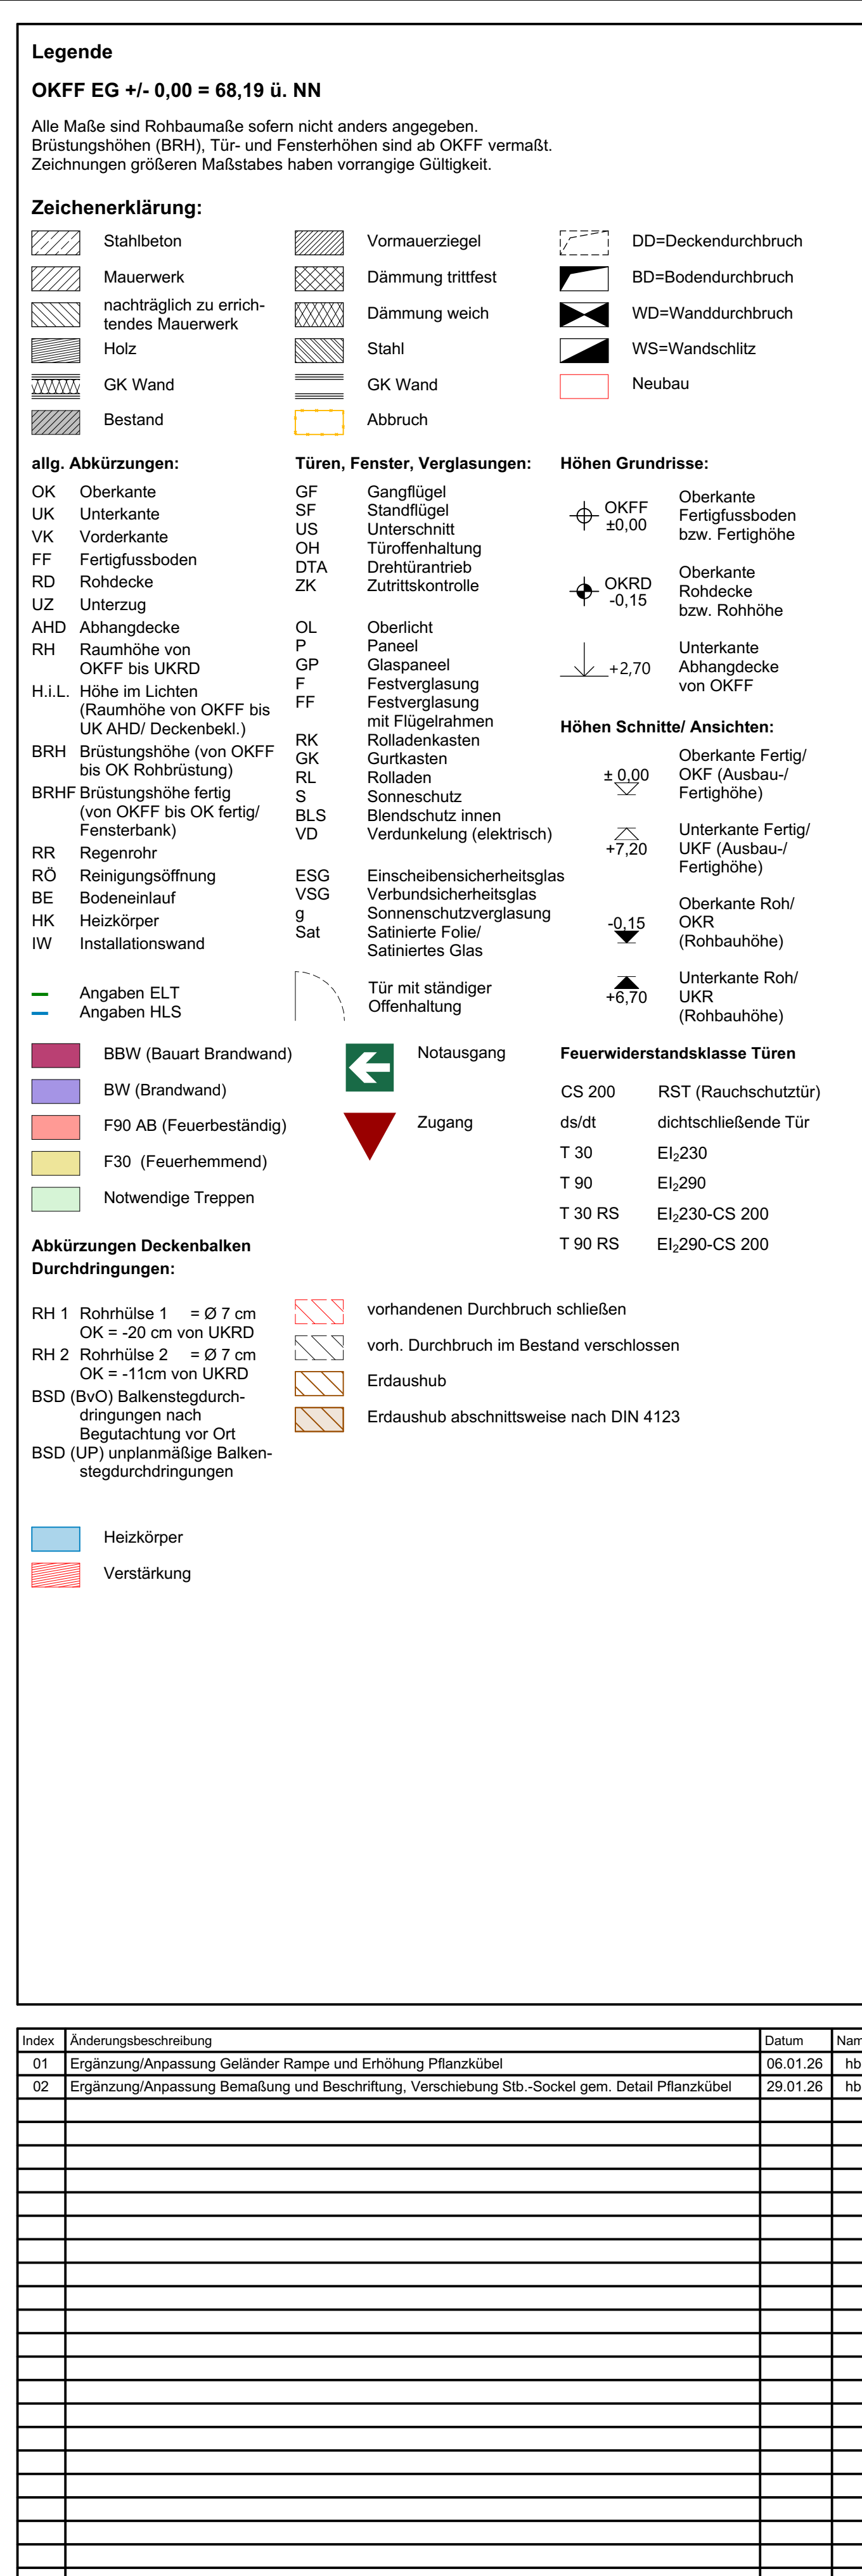 Legende
OKFF EG +/- 0,00 = 68,19 ü. NN
Alle Maße sind Rohbaumaße sofern nicht anders angegeben.
Brüstungshöhen (BRH), Tür- und Fensterhöhen sind ab OKFF vermaßt.
Zeichnungen größeren Maßstabes haben vorrangige Gültigkeit.
Zeichenerklärung:
Stahlbeton
Mauerwerk
nachträglich zu errich-
tendes Mauerwerk
Holz
GK Wand
Bestand
Vormauerziegel
Dämmung trittfest
Dämmung weich
Stahl
GK Wand
Abbruch
DD=Deckendurchbruch
BD=Bodendurchbruch
WD=Wanddurchbruch
WS=Wandschlitz
Neubau
allg. Abkürzungen:
OK Oberkante
UK Unterkante
VK Vorderkante
FF Fertigfussboden
RD Rohdecke
UZ Unterzug
AHD Abhangdecke
RH Raumhöhe von
OKFF bis UKRD
H.i.L. Höhe im Lichten
(Raumhöhe von OKFF bis
UK AHD/ Deckenbekl.)
BRH Brüstungshöhe (von OKFF
bis OK Rohbrüstung)
BRHF Brüstungshöhe fertig
(von OKFF bis OK fertig/
Fensterbank)
RR Regenrohr
RÖ Reinigungsöffnung
BE Bodeneinlauf
HK Heizkörper
IW Installationswand
Angaben ELT
Angaben HLS
Türen, Fenster, Verglasungen:
GF Gangflügel
SF Standflügel
US Unterschnitt
OH Türoffenhaltung
DTA Drehtürantrieb
ZK Zutrittskontrolle
OL Oberlicht
P Paneel
GP Glaspaneel
F Festverglasung
FF Festverglasung
mit Flügelrahmen
RK Rolladenkasten
GK Gurtkasten
RL Rolladen
S Sonneschutz
BLS Blendschutz innen
VD Verdunkelung (elektrisch)
ESG Einscheibensicherheitsglas
VSG Verbundsicherheitsglas
g Sonnenschutzverglasung
Sat Satinierte Folie/
Satiniertes Glas
Tür mit ständiger
Offenhaltung
Höhen Grundrisse:
OKFF
±0,00
Oberkante
Fertigfussboden
bzw. Fertighöhe
OKRD
-0,15
Oberkante
Rohdecke
bzw. Rohhöhe
+2,70
Unterkante
Abhangdecke
von OKFF
Höhen Schnitte/ Ansichten:
± 0,00
Oberkante Fertig/
OKF (Ausbau-/
Fertighöhe)
+7,20
Unterkante Fertig/
UKF (Ausbau-/
Fertighöhe)
-0,15
Oberkante Roh/
OKR
(Rohbauhöhe)
+6,70
Unterkante Roh/
UKR
(Rohbauhöhe)
BBW (Bauart Brandwand)
BW (Brandwand)
F90 AB (Feuerbeständig)
F30 (Feuerhemmend)
Notwendige Treppen
Notausgang
Zugang
Feuerwiderstandsklasse Türen
CS 200 RST (Rauchschutztür)
ds/dt dichtschließende Tür
T 30 EI₂230
T 90 EI₂290
T 30 RS EI₂230-CS 200
T 90 RS EI₂290-CS 200
Abkürzungen Deckenbalken
Durchdringungen:
RH 1 Rohrhülse 1 = Ø 7 cm
OK = -20 cm von UKRD
RH 2 Rohrhülse 2 = Ø 7 cm
OK = -11cm von UKRD
BSD (BvO) Balkenstegdurch-
dringungen nach
Begutachtung vor Ort
BSD (UP) unplanmäßige Balken-
stegdurchdringungen
vorhandenen Durchbruch schließen
vorh. Durchbruch im Bestand verschlossen
Erdaushub
Erdaushub abschnittsweise nach DIN 4123
Heizkörper
Verstärkung
Index Änderungsbeschreibung Datum Nam
01 Ergänzung/Anpassung Geländer Rampe und Erhöhung Pflanzkübel 06.01.26 hb
02 Ergänzung/Anpassung Bemaßung und Beschriftung, Verschiebung Stb.-Sockel gem. Detail Pflanzkübel 29.01.26 hb